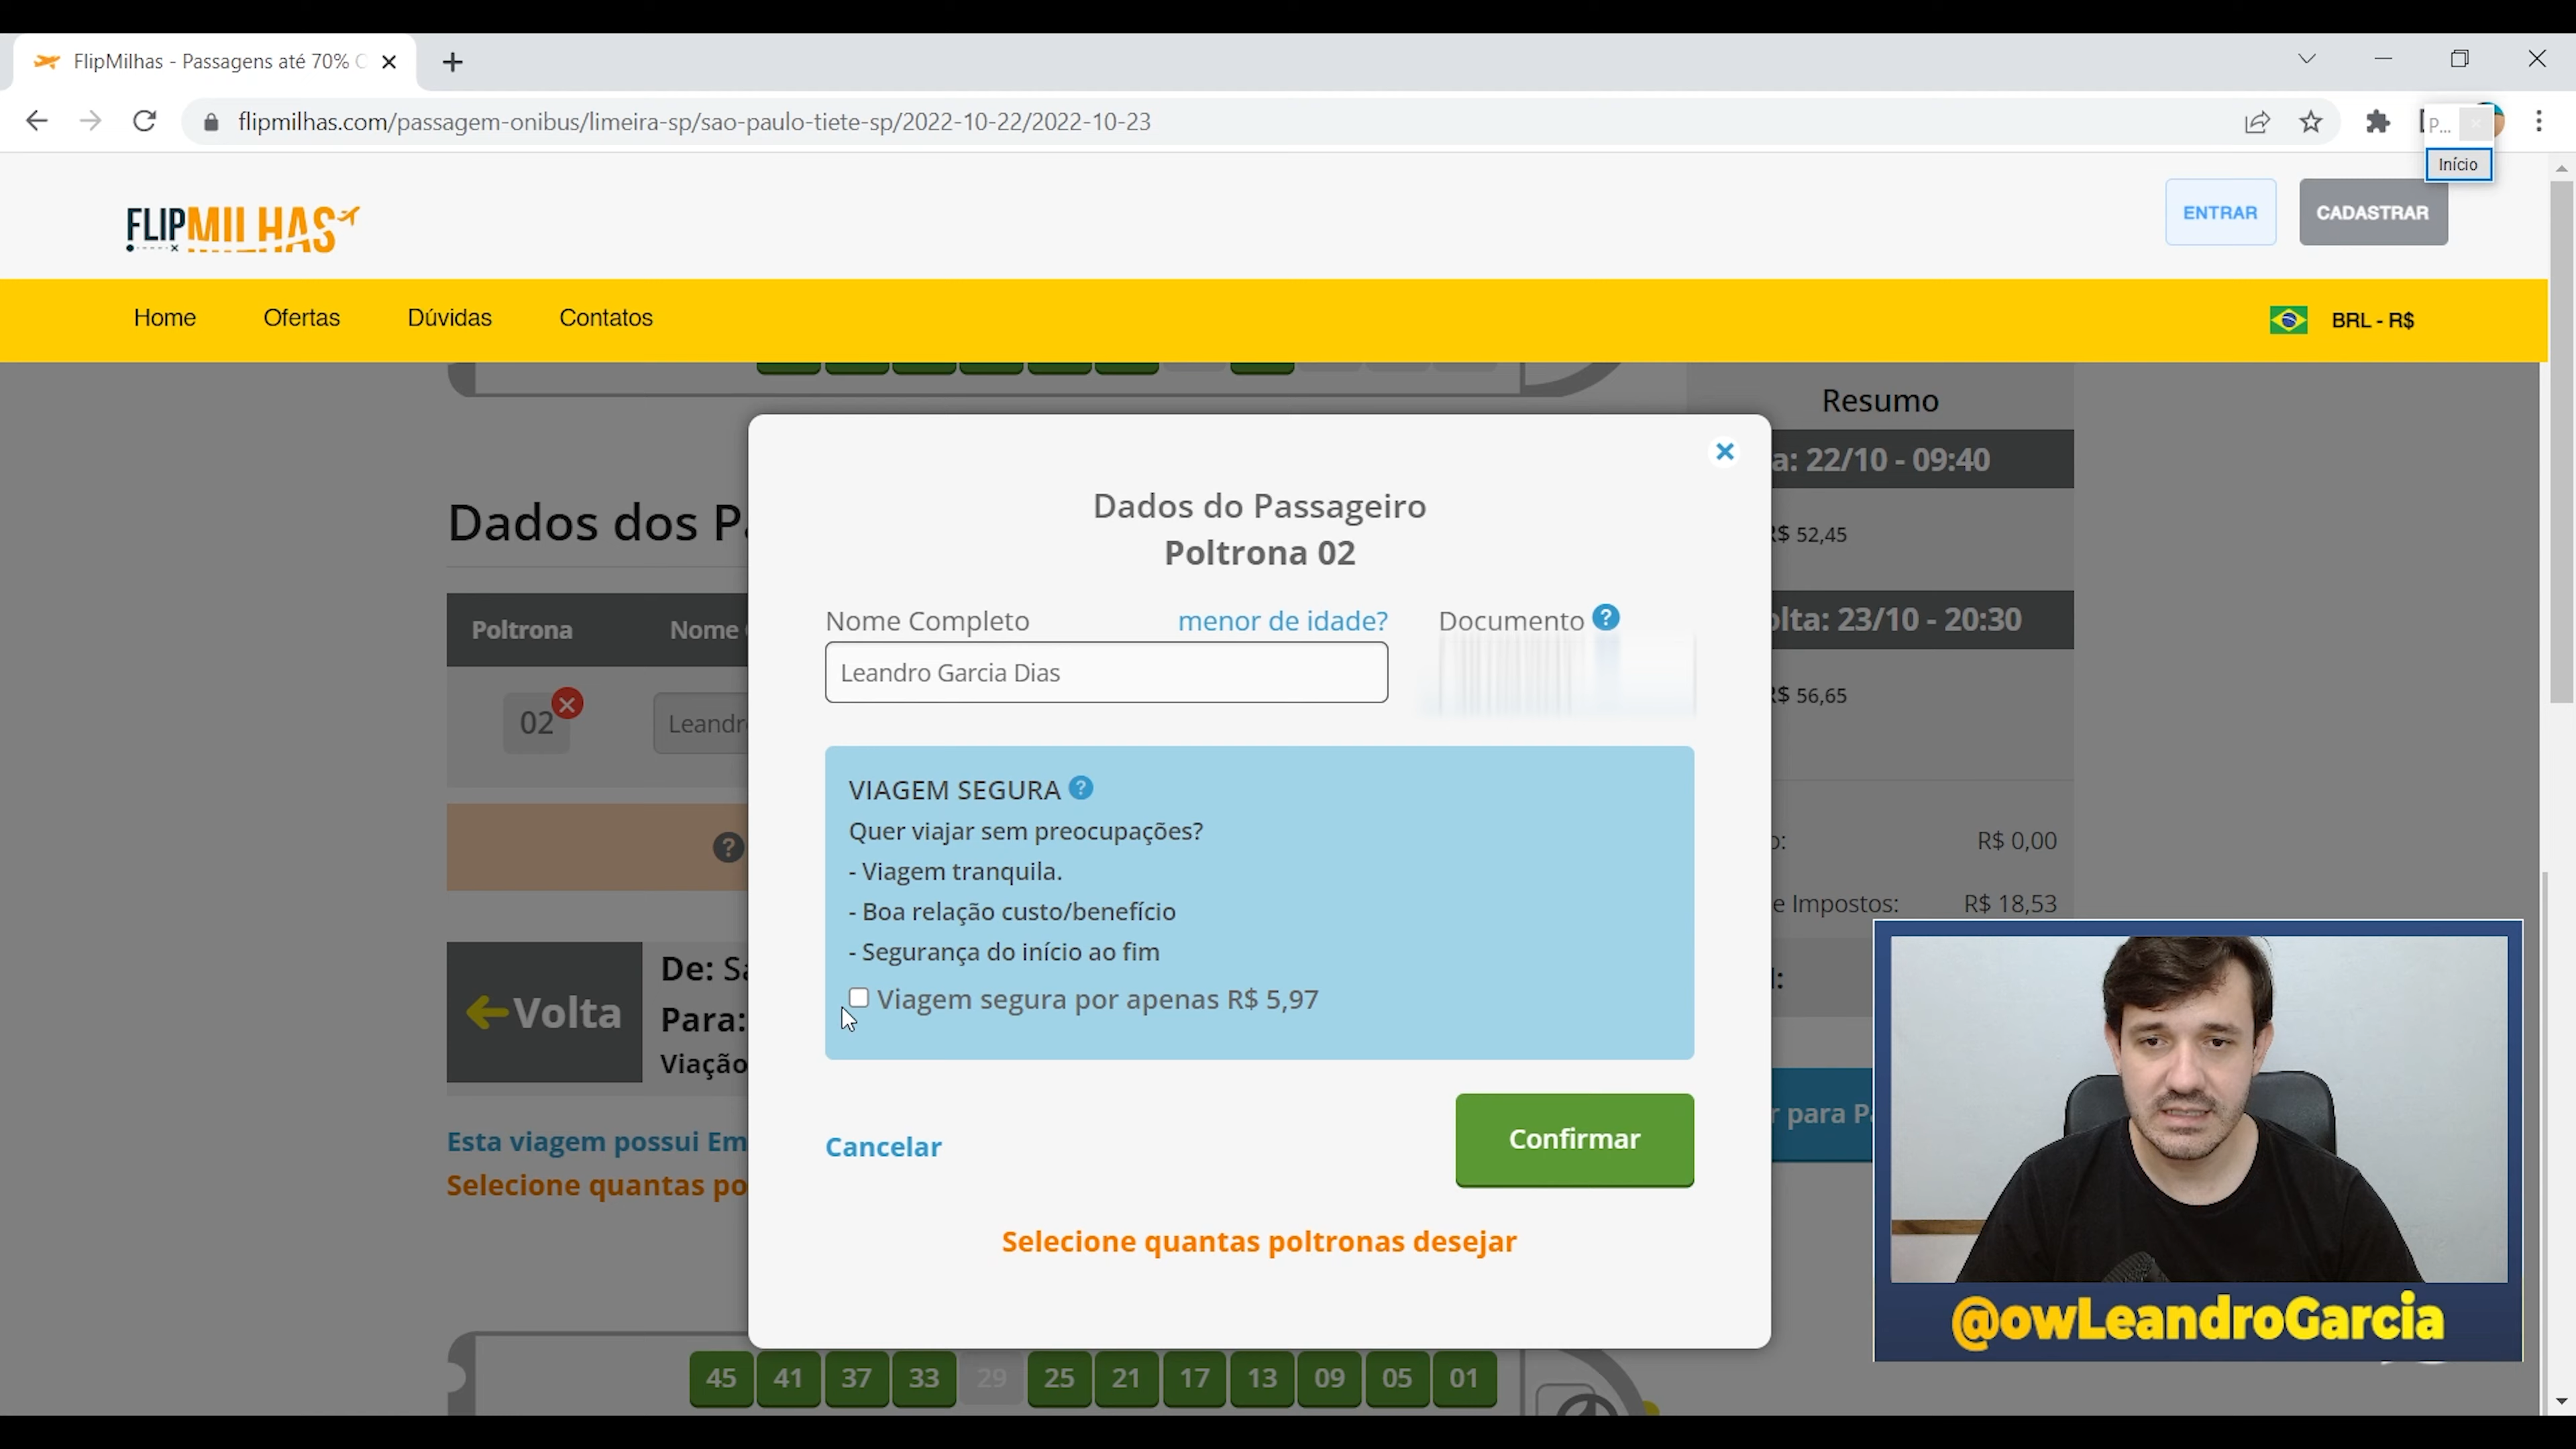 FlipMilhas - Passagens até 70% C
flipmilhas.com/passagem-onibus/limeira-sp/sao-paulo-tiete-sp/2022-10-22/2022-10-23
P...
Início
FLIPMILHAS
ENTRAR
CADASTRAR
Home
Ofertas
Dúvidas
Contatos
BRL - R$
Resumo
a: 22/10 - 09:40
R$ 52,45
olta: 23/10 - 20:30
R$ 56,65
o:
R$ 0,00
e Impostos:
R$ 18,53
l:
r para Pa
Dados dos Pa
Poltrona
Nome
02
Leandro
?
Volta
De: Sa
Para:
Viação
Esta viagem possui Em
Selecione quantas po
Dados do Passageiro
Poltrona 02
Nome Completo
menor de idade?
Documento ?
Leandro Garcia Dias
VIAGEM SEGURA ?
Quer viajar sem preocupações?
- Viagem tranquila.
- Boa relação custo/benefício
- Segurança do início ao fim
Viagem segura por apenas R$ 5,97
Cancelar
Confirmar
Selecione quantas poltronas desejar
45 41 37 33 29 25 21 17 13 09 05 01
@owLeandroGarcia